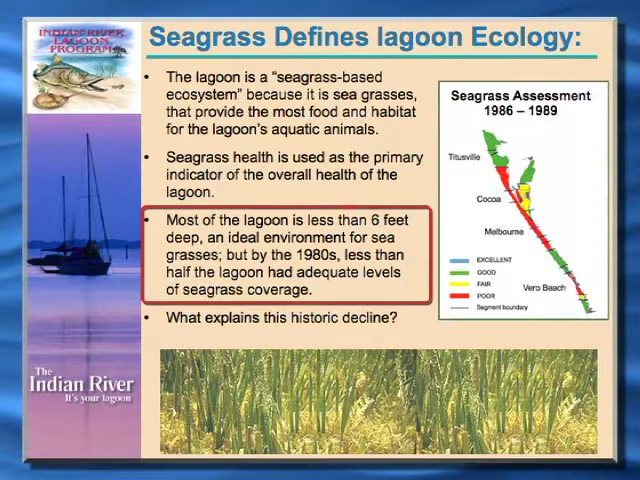 INDIAN RIVER
LAGOON
PROGRAM
Seagrass Defines lagoon Ecology:
• The lagoon is a “seagrass-based
ecosystem” because it is sea grasses,
that provide the most food and habitat
for the lagoon’s aquatic animals.
• Seagrass health is used as the primary
indicator of the overall health of the
lagoon.
• Most of the lagoon is less than 6 feet
deep, an ideal environment for sea
grasses; but by the 1980s, less than
half the lagoon had adequate levels
of seagrass coverage.
• What explains this historic decline?
Seagrass Assessment
1986 – 1989
Titusville
Cocoa
Melbourne
Vero Beach
EXCELLENT
GOOD
FAIR
POOR
Segment boundary
The
Indian River
It's your lagoon